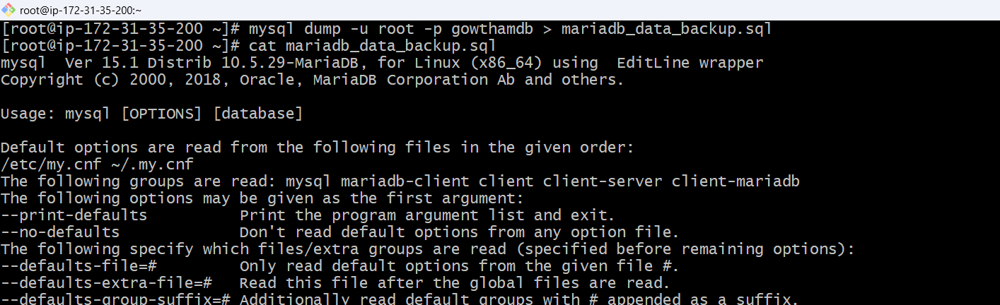 root@ip-172-31-35-200:~
[root@ip-172-31-35-200 ~]# mysql dump -u root -p gowthamdb > mariadb_data_backup.sql
[root@ip-172-31-35-200 ~]# cat mariadb_data_backup.sql
mysql  Ver 15.1 Distrib 10.5.29-MariaDB, for Linux (x86_64) using  EditLine wrapper
Copyright (c) 2000, 2018, Oracle, MariaDB Corporation Ab and others.
Usage: mysql [OPTIONS] [database]
Default options are read from the following files in the given order:
/etc/my.cnf ~/.my.cnf
The following groups are read: mysql mariadb-client client client-server client-mariadb
The following options may be given as the first argument:
--print-defaults          Print the program argument list and exit.
--no-defaults             Don't read default options from any option file.
The following specify which files/extra groups are read (specified before remaining options):
--defaults-file=#         Only read default options from the given file #.
--defaults-extra-file=#   Read this file after the global files are read.
--defaults-group-suffix=# Additionally read default groups with # appended as a suffix.